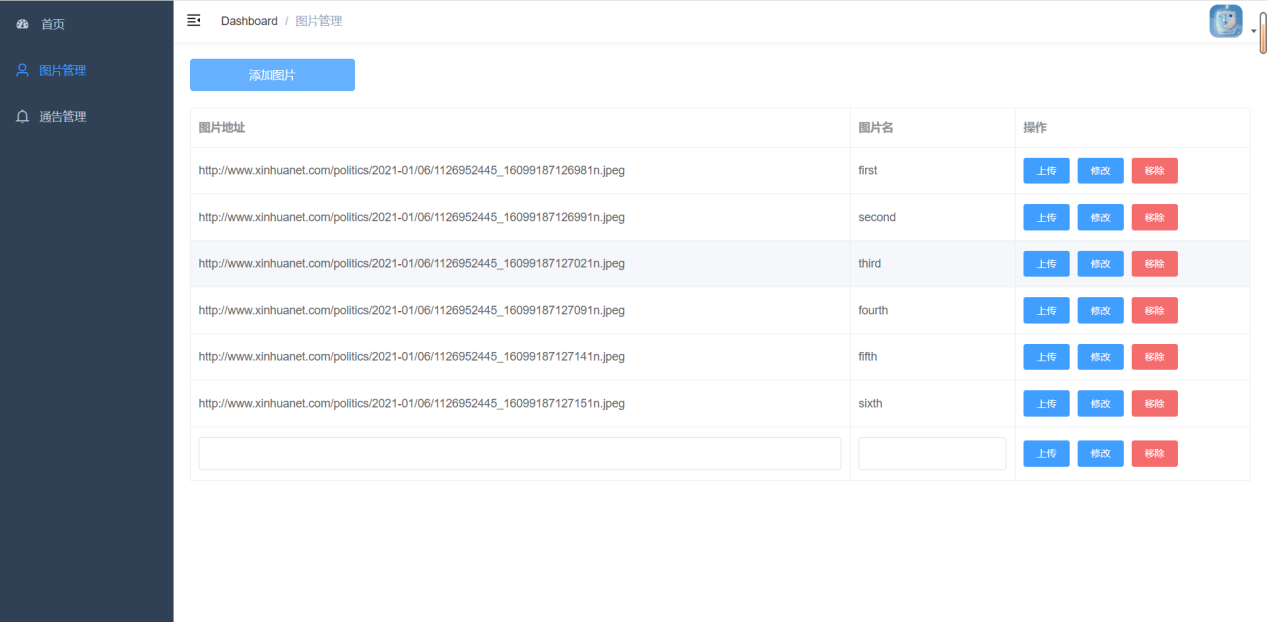 首页
图片管理
通告管理
Dashboard / 图片管理
添加图片
图片地址 图片名 操作
http://www.xinhuanet.com/politics/2021-01/06/1126952445_16099187126981n.jpeg first 上传 修改 移除
http://www.xinhuanet.com/politics/2021-01/06/1126952445_16099187126991n.jpeg second 上传 修改 移除
http://www.xinhuanet.com/politics/2021-01/06/1126952445_16099187127021n.jpeg third 上传 修改 移除
http://www.xinhuanet.com/politics/2021-01/06/1126952445_16099187127091n.jpeg fourth 上传 修改 移除
http://www.xinhuanet.com/politics/2021-01/06/1126952445_16099187127141n.jpeg fifth 上传 修改 移除
http://www.xinhuanet.com/politics/2021-01/06/1126952445_16099187127151n.jpeg sixth 上传 修改 移除
上传 修改 移除